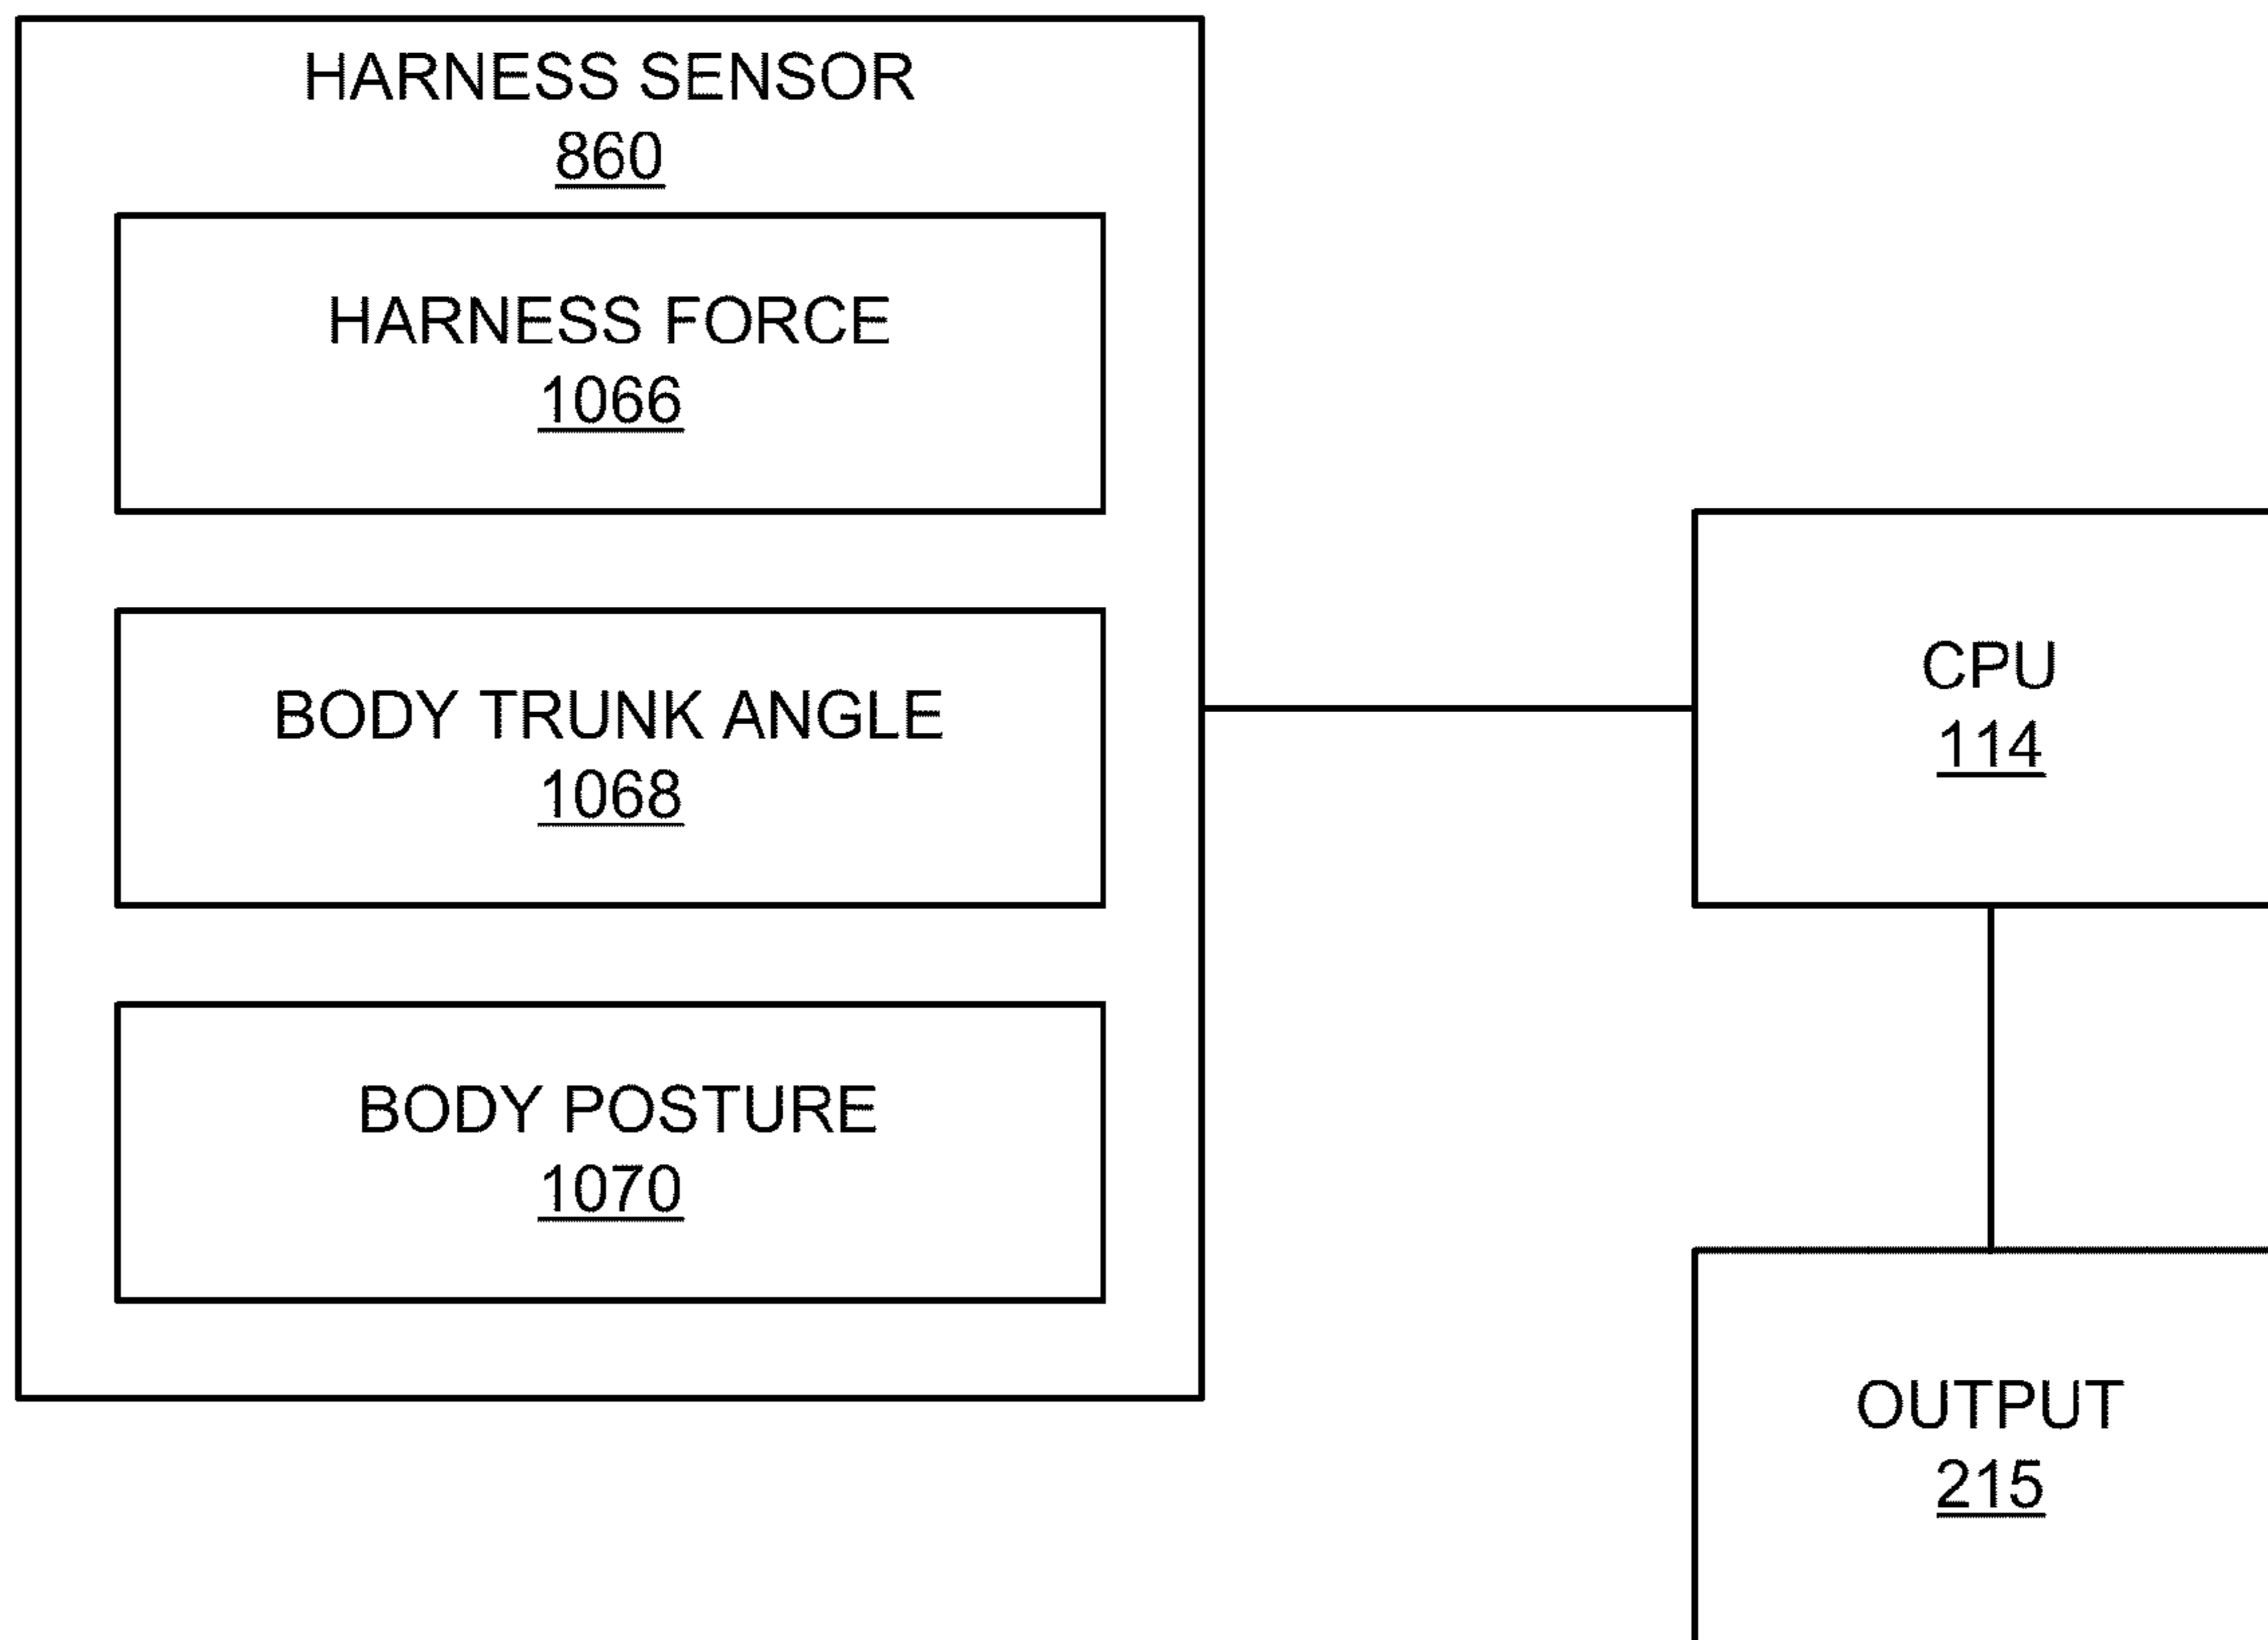 HARNESS SENSOR
860
HARNESS FORCE
1066
BODY TRUNK ANGLE
1068
BODY POSTURE
1070
CPU
114
OUTPUT
215